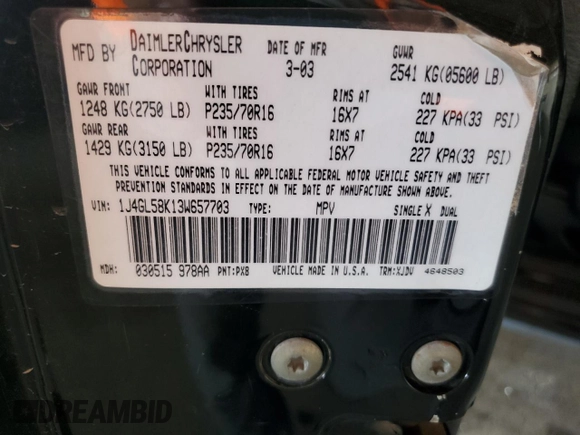 MFD BY DAIMLERCHRYSLER CORPORATION DATE OF MFR 3-03 GVWR 2541 KG(05600 LB)
GAWR FRONT WITH TIRES RIMS AT COLD
1248 KG(2750 LB) P235/70R16 16X7 227 KPA(33 PSI)
GAWR REAR WITH TIRES RIMS AT COLD
1429 KG(3150 LB) P235/70R16 16X7 227 KPA(33 PSI)
THIS VEHICLE CONFORMS TO ALL APPLICABLE FEDERAL MOTOR VEHICLE SAFETY AND THEFT
PREVENTION STANDARDS IN EFFECT ON THE DATE OF MANUFACTURE SHOWN ABOVE.
VIN: 1J4GL58K13W657703 TYPE: MPV SINGLE X DUAL
MDH: 030515 978AA PNT: PX8 VEHICLE MADE IN U.S.A. TRM: XJDV 4648503
DREAMBID